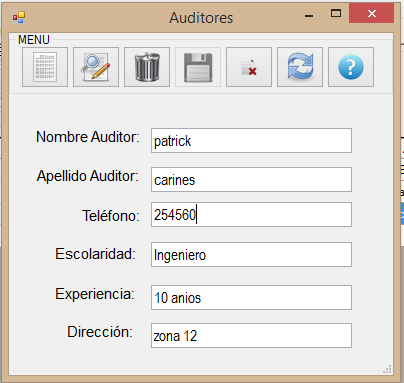 Auditores
MENU
Nombre Auditor: patrick
Apellido Auditor: carines
Teléfono: 254560
Escolaridad: Ingeniero
Experiencia: 10 anios
Dirección: zona 12